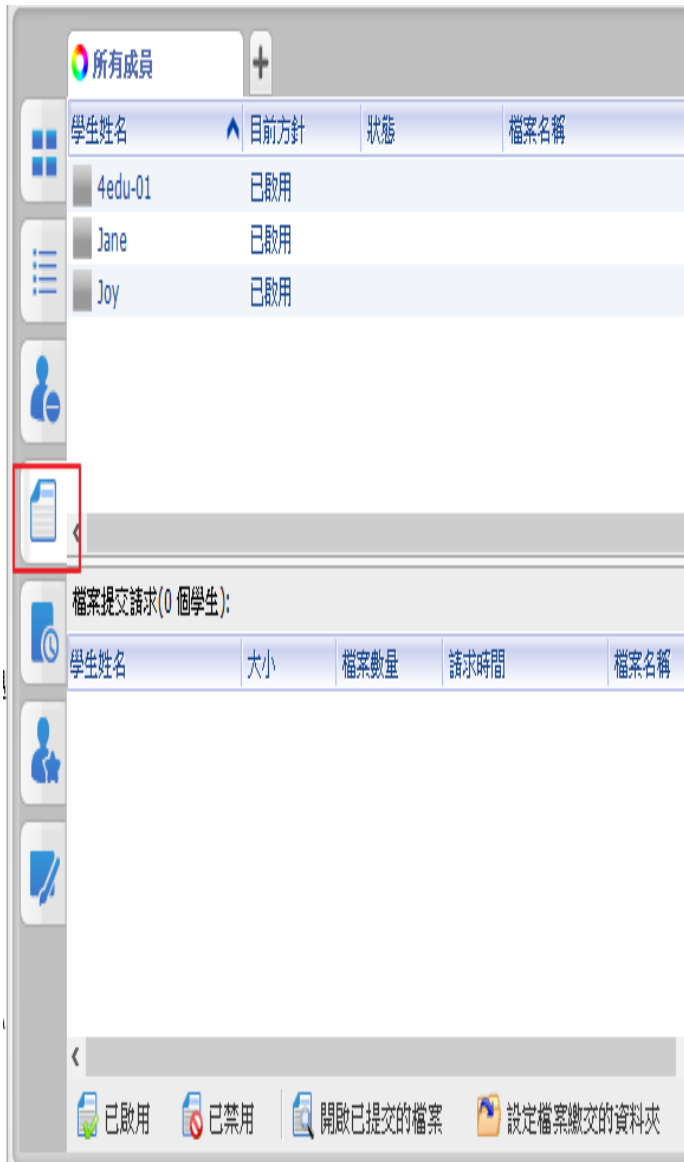 所有成員 +
學生姓名 目前方針 狀態 檔案名稱
4edu-01 已啟用
Jane 已啟用
Joy 已啟用
檔案提交請求(0 個學生):
學生姓名 大小 檔案數量 請求時間 檔案名稱
已啟用 已禁用 開啟已提交的檔案 設定檔案繳交的資料夾